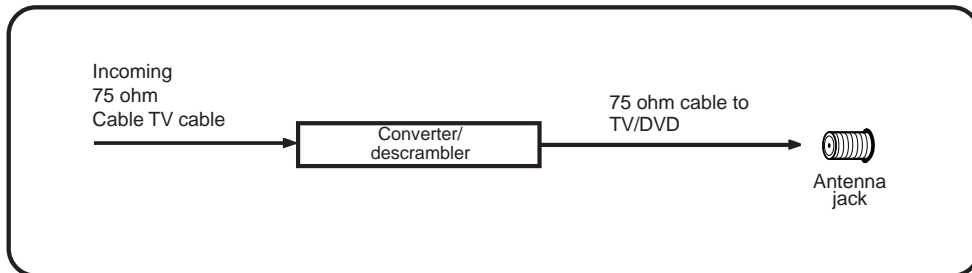 Incoming
75 ohm
Cable TV cable
Converter/
descrambler
75 ohm cable to
TV/DVD
Antenna
jack